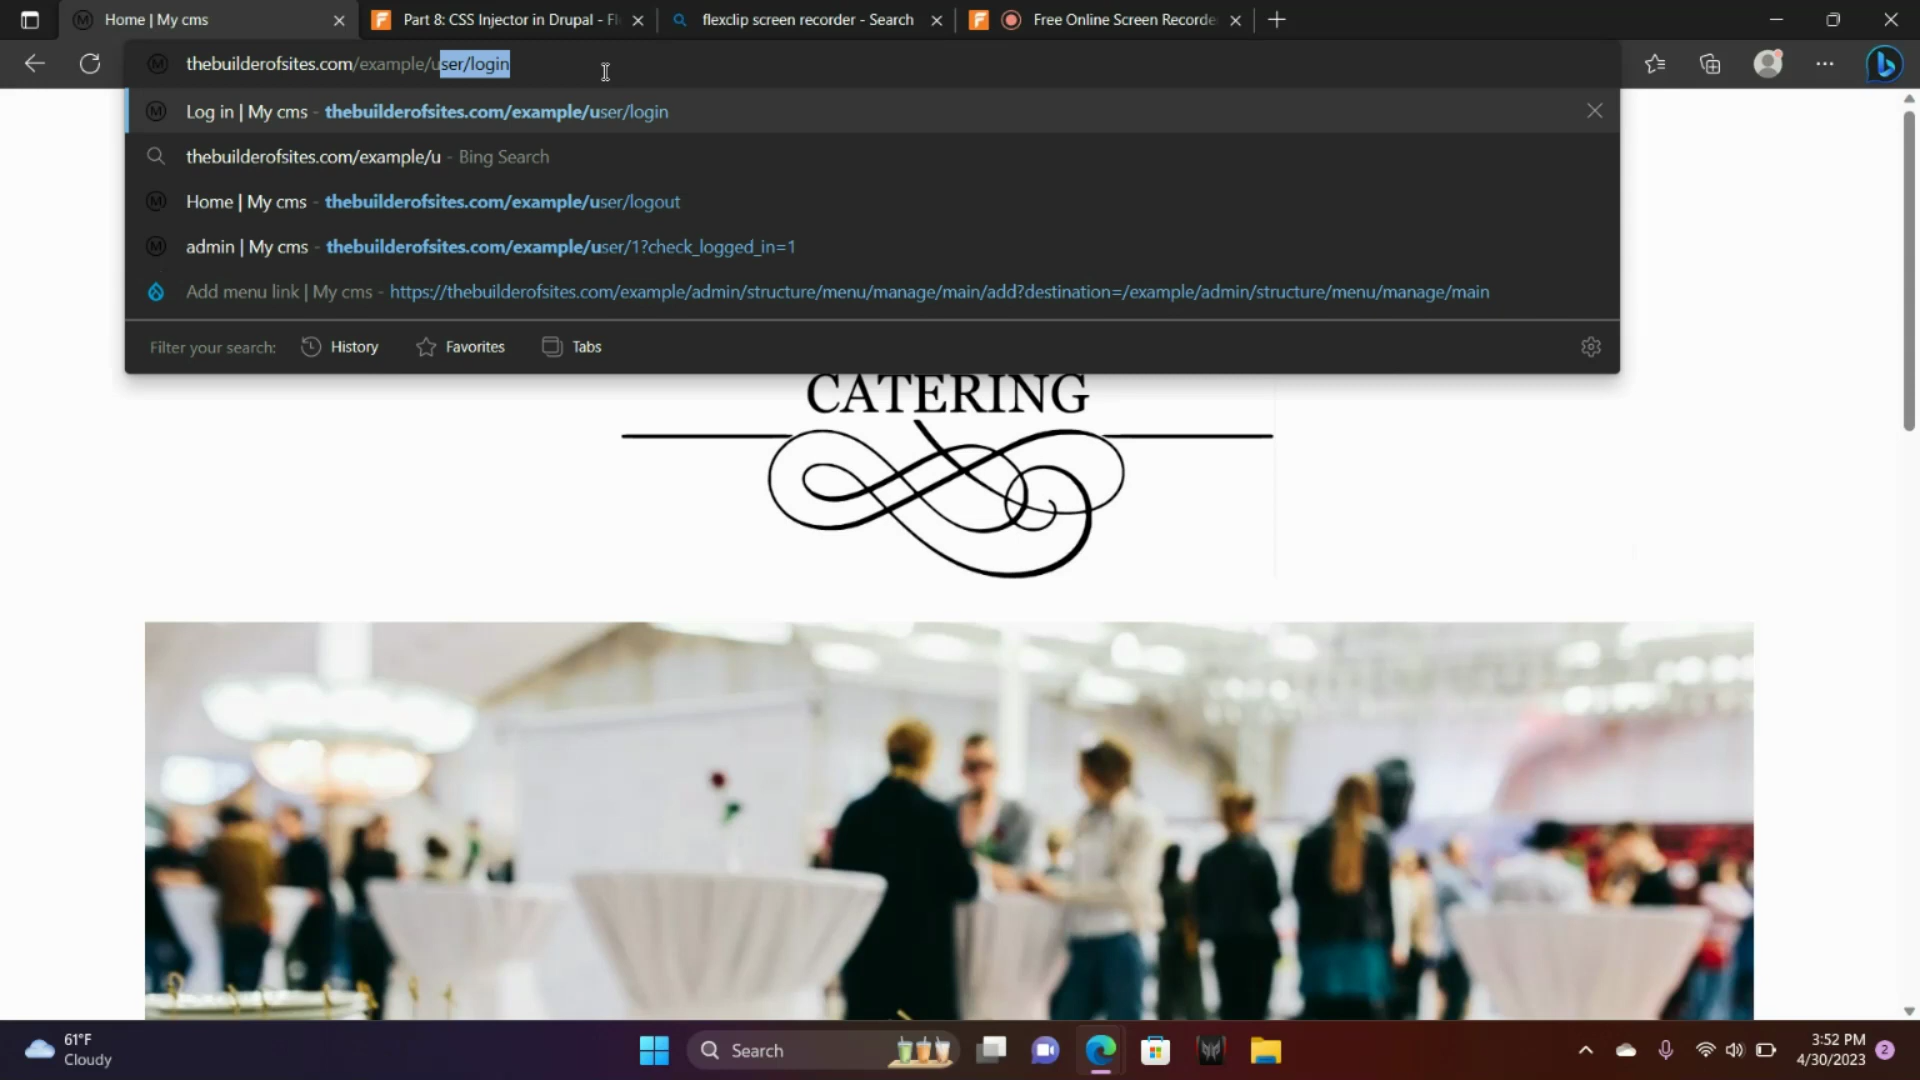 Home | My cms
Part 8: CSS Injector in Drupal - Fl
flexclip screen recorder - Search
Free Online Screen Recorde
thebuilderofsites.com/example/user/login
Log in | My cms - thebuilderofsites.com/example/user/login
thebuilderofsites.com/example/u - Bing Search
Home | My cms - thebuilderofsites.com/example/user/logout
admin | My cms - thebuilderofsites.com/example/user/1?check_logged_in=1
Add menu link | My cms - https://thebuilderofsites.com/example/admin/structure/menu/manage/main/add?destination=/example/admin/structure/menu/manage/main
Filter your search: History Favorites Tabs
CATERING
61°F
Cloudy
Search
3:52 PM
4/30/2023
2